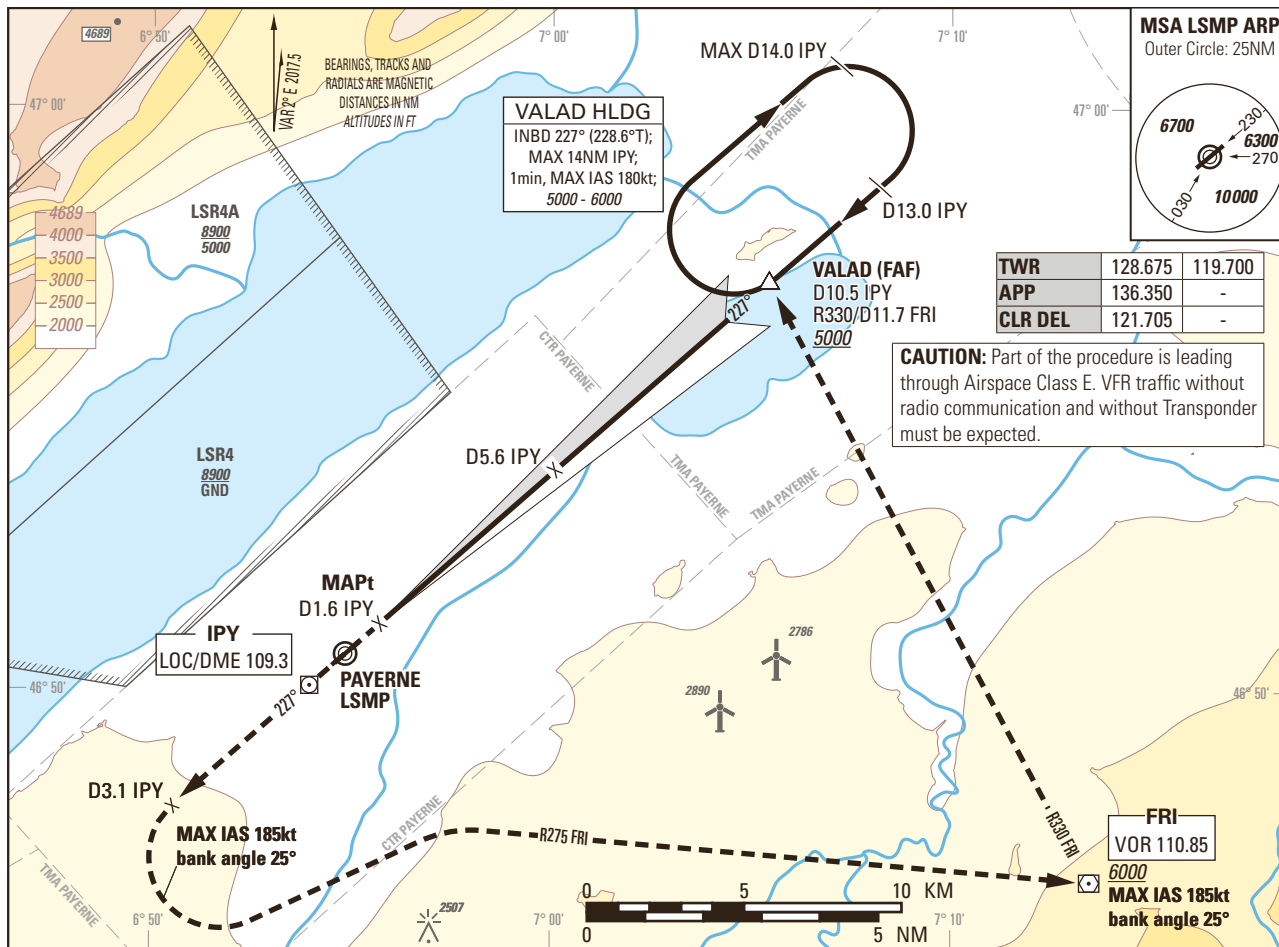 4689
6° 50'
7° 00'
7° 10'
47° 00'
47° 00'
VAR 2° E 2017.5
BEARINGS, TRACKS AND
RADIALS ARE MAGNETIC
DISTANCES IN NM
ALTITUDES IN FT
VALAD HLDG
INBD 227° (228.6°T);
MAX 14NM IPY;
1min, MAX IAS 180kt;
5000 - 6000
MAX D14.0 IPY
TMA PAYERNE
D13.0 IPY
MSA LSMP ARP
Outer Circle: 25NM
6700
230
6300
270
030
10000
LSR4A
8900
5000
4689
4000
3500
3000
2500
2000
VALAD (FAF)
D10.5 IPY
R330/D11.7 FRI
5000
227°
TWR 128.675 119.700
APP 136.350 -
CLR DEL 121.705 -
CAUTION: Part of the procedure is leading
through Airspace Class E. VFR traffic without
radio communication and without Transponder
must be expected.
CTR PAYERNE
D5.6 IPY
TMA PAYERNE
TMA PAYERNE
LSR4
8900
GND
MAPt
D1.6 IPY
IPY
LOC/DME 109.3
PAYERNE
LSMP
227°
46° 50'
46° 50'
2786
2890
D3.1 IPY
MAX IAS 185kt
bank angle 25°
CTR PAYERNE
TMA PAYERNE
R275 FRI
R330 FRI
FRI
VOR 110.85
6000
MAX IAS 185kt
bank angle 25°
2507
0 5 10 KM
0 5 NM
6° 50'
7° 00'
7° 10'